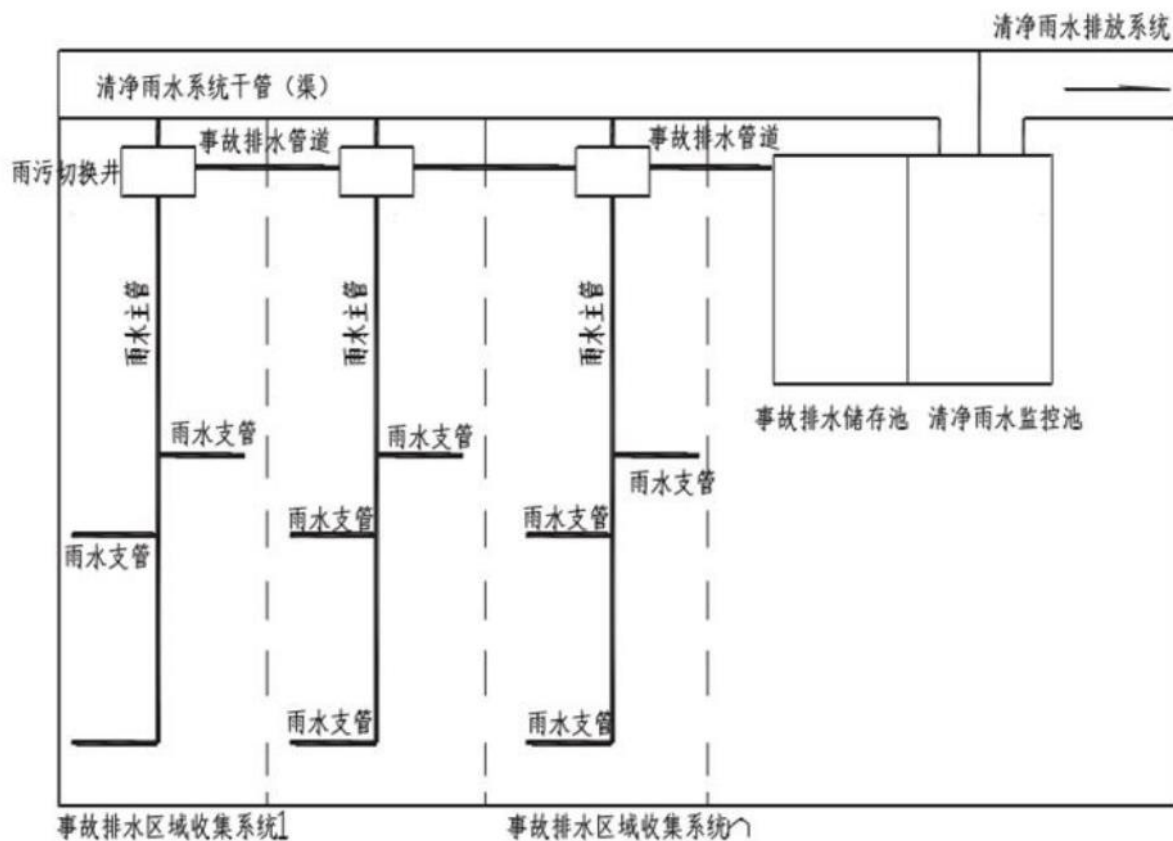 清净雨水排放系统
清净雨水系统干管（渠）
事故排水管道
事故排水管道
雨污切换井
雨水主管
雨水主管
雨水主管
事故排水储存池
清净雨水监控池
雨水支管
雨水支管
雨水支管
雨水支管
雨水支管
雨水支管
雨水支管
雨水支管
事故排水区域收集系统1
事故排水区域收集系统n